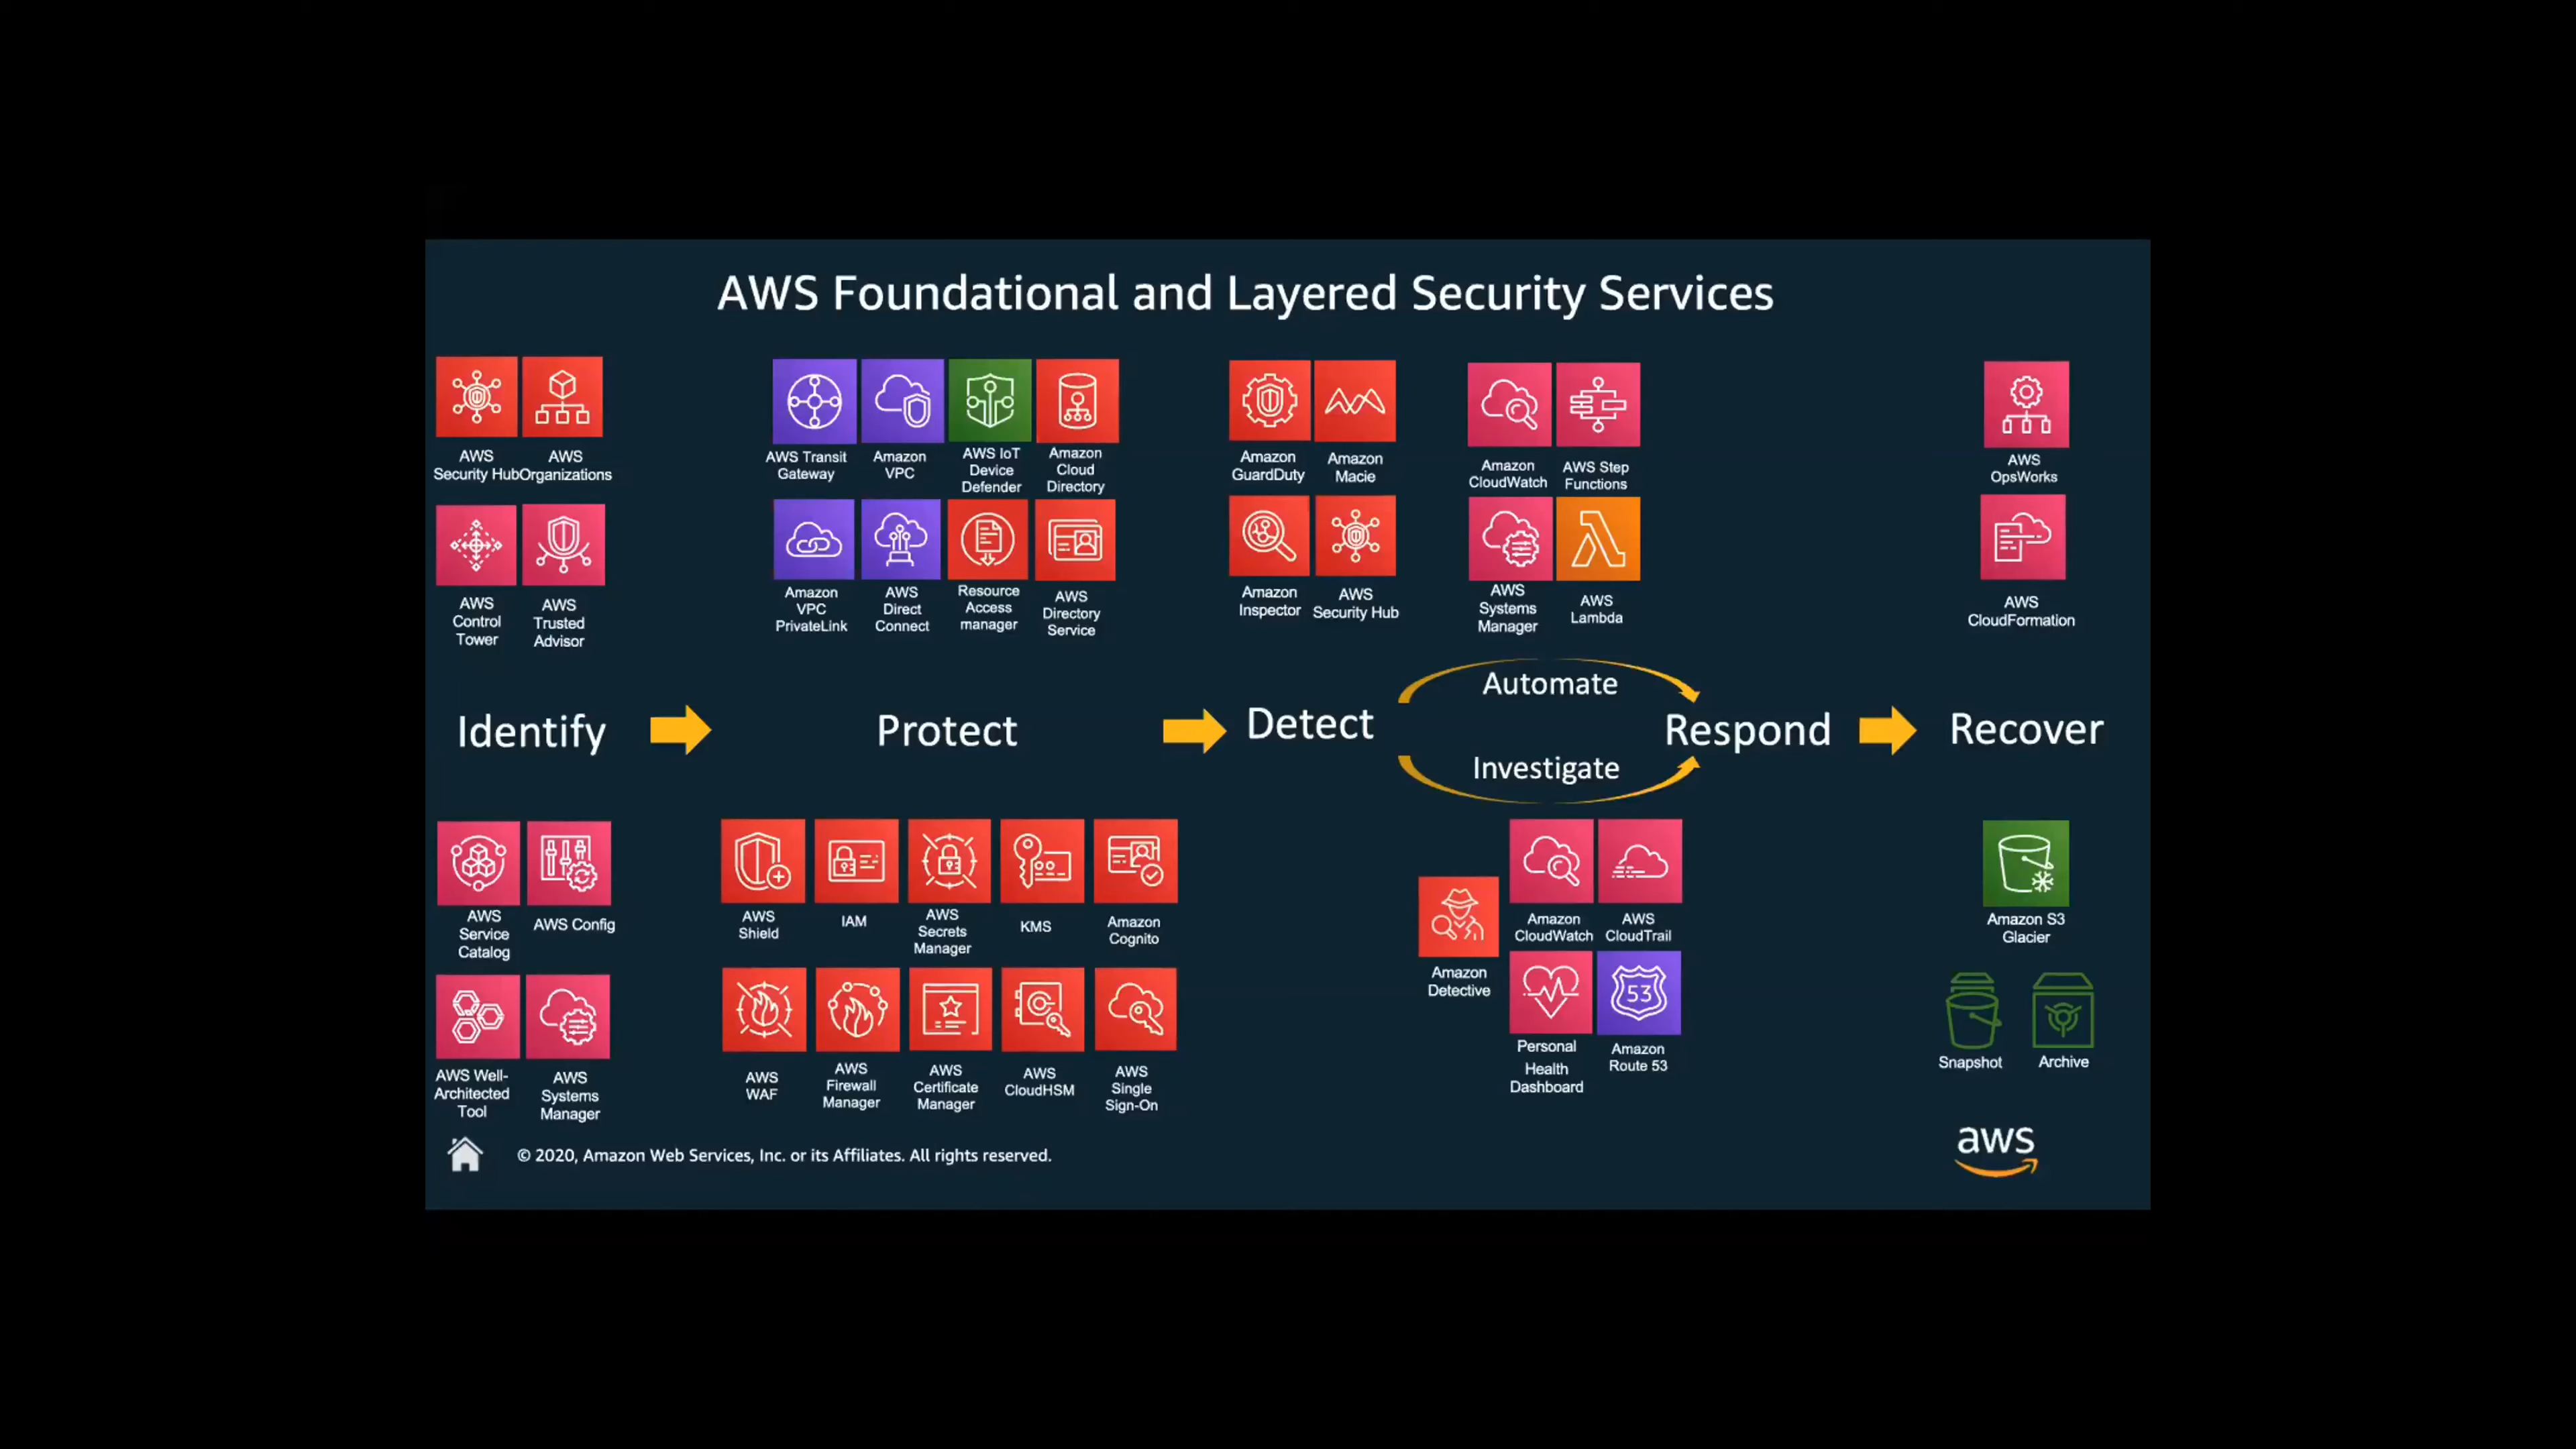 AWS Foundational and Layered Security Services
AWS
Security Hub
AWS
Organizations
AWS
Control
Tower
AWS
Trusted
Advisor
AWS Transit
Gateway
Amazon
VPC
AWS IoT
Device
Defender
Amazon
Cloud
Directory
Amazon
VPC
PrivateLink
AWS
Direct
Connect
Resource
Access
manager
AWS
Directory
Service
Amazon
GuardDuty
Amazon
Macie
Amazon
Inspector
AWS
Security Hub
Amazon
CloudWatch
AWS Step
Functions
AWS
Systems
Manager
AWS
Lambda
AWS
OpsWorks
AWS
CloudFormation
Identify
Protect
Detect
Automate
Investigate
Respond
Recover
AWS
Service
Catalog
AWS Config
AWS Well-
Architected
Tool
AWS
Systems
Manager
AWS
Shield
IAM
AWS
Secrets
Manager
KMS
Amazon
Cognito
AWS
WAF
AWS
Firewall
Manager
AWS
Certificate
Manager
AWS
CloudHSM
AWS
Single
Sign-On
Amazon
Detective
Amazon
CloudWatch
AWS
CloudTrail
Personal
Health
Dashboard
53
Amazon
Route 53
Amazon S3
Glacier
Snapshot
Archive
© 2020, Amazon Web Services, Inc. or its Affiliates. All rights reserved.
aws